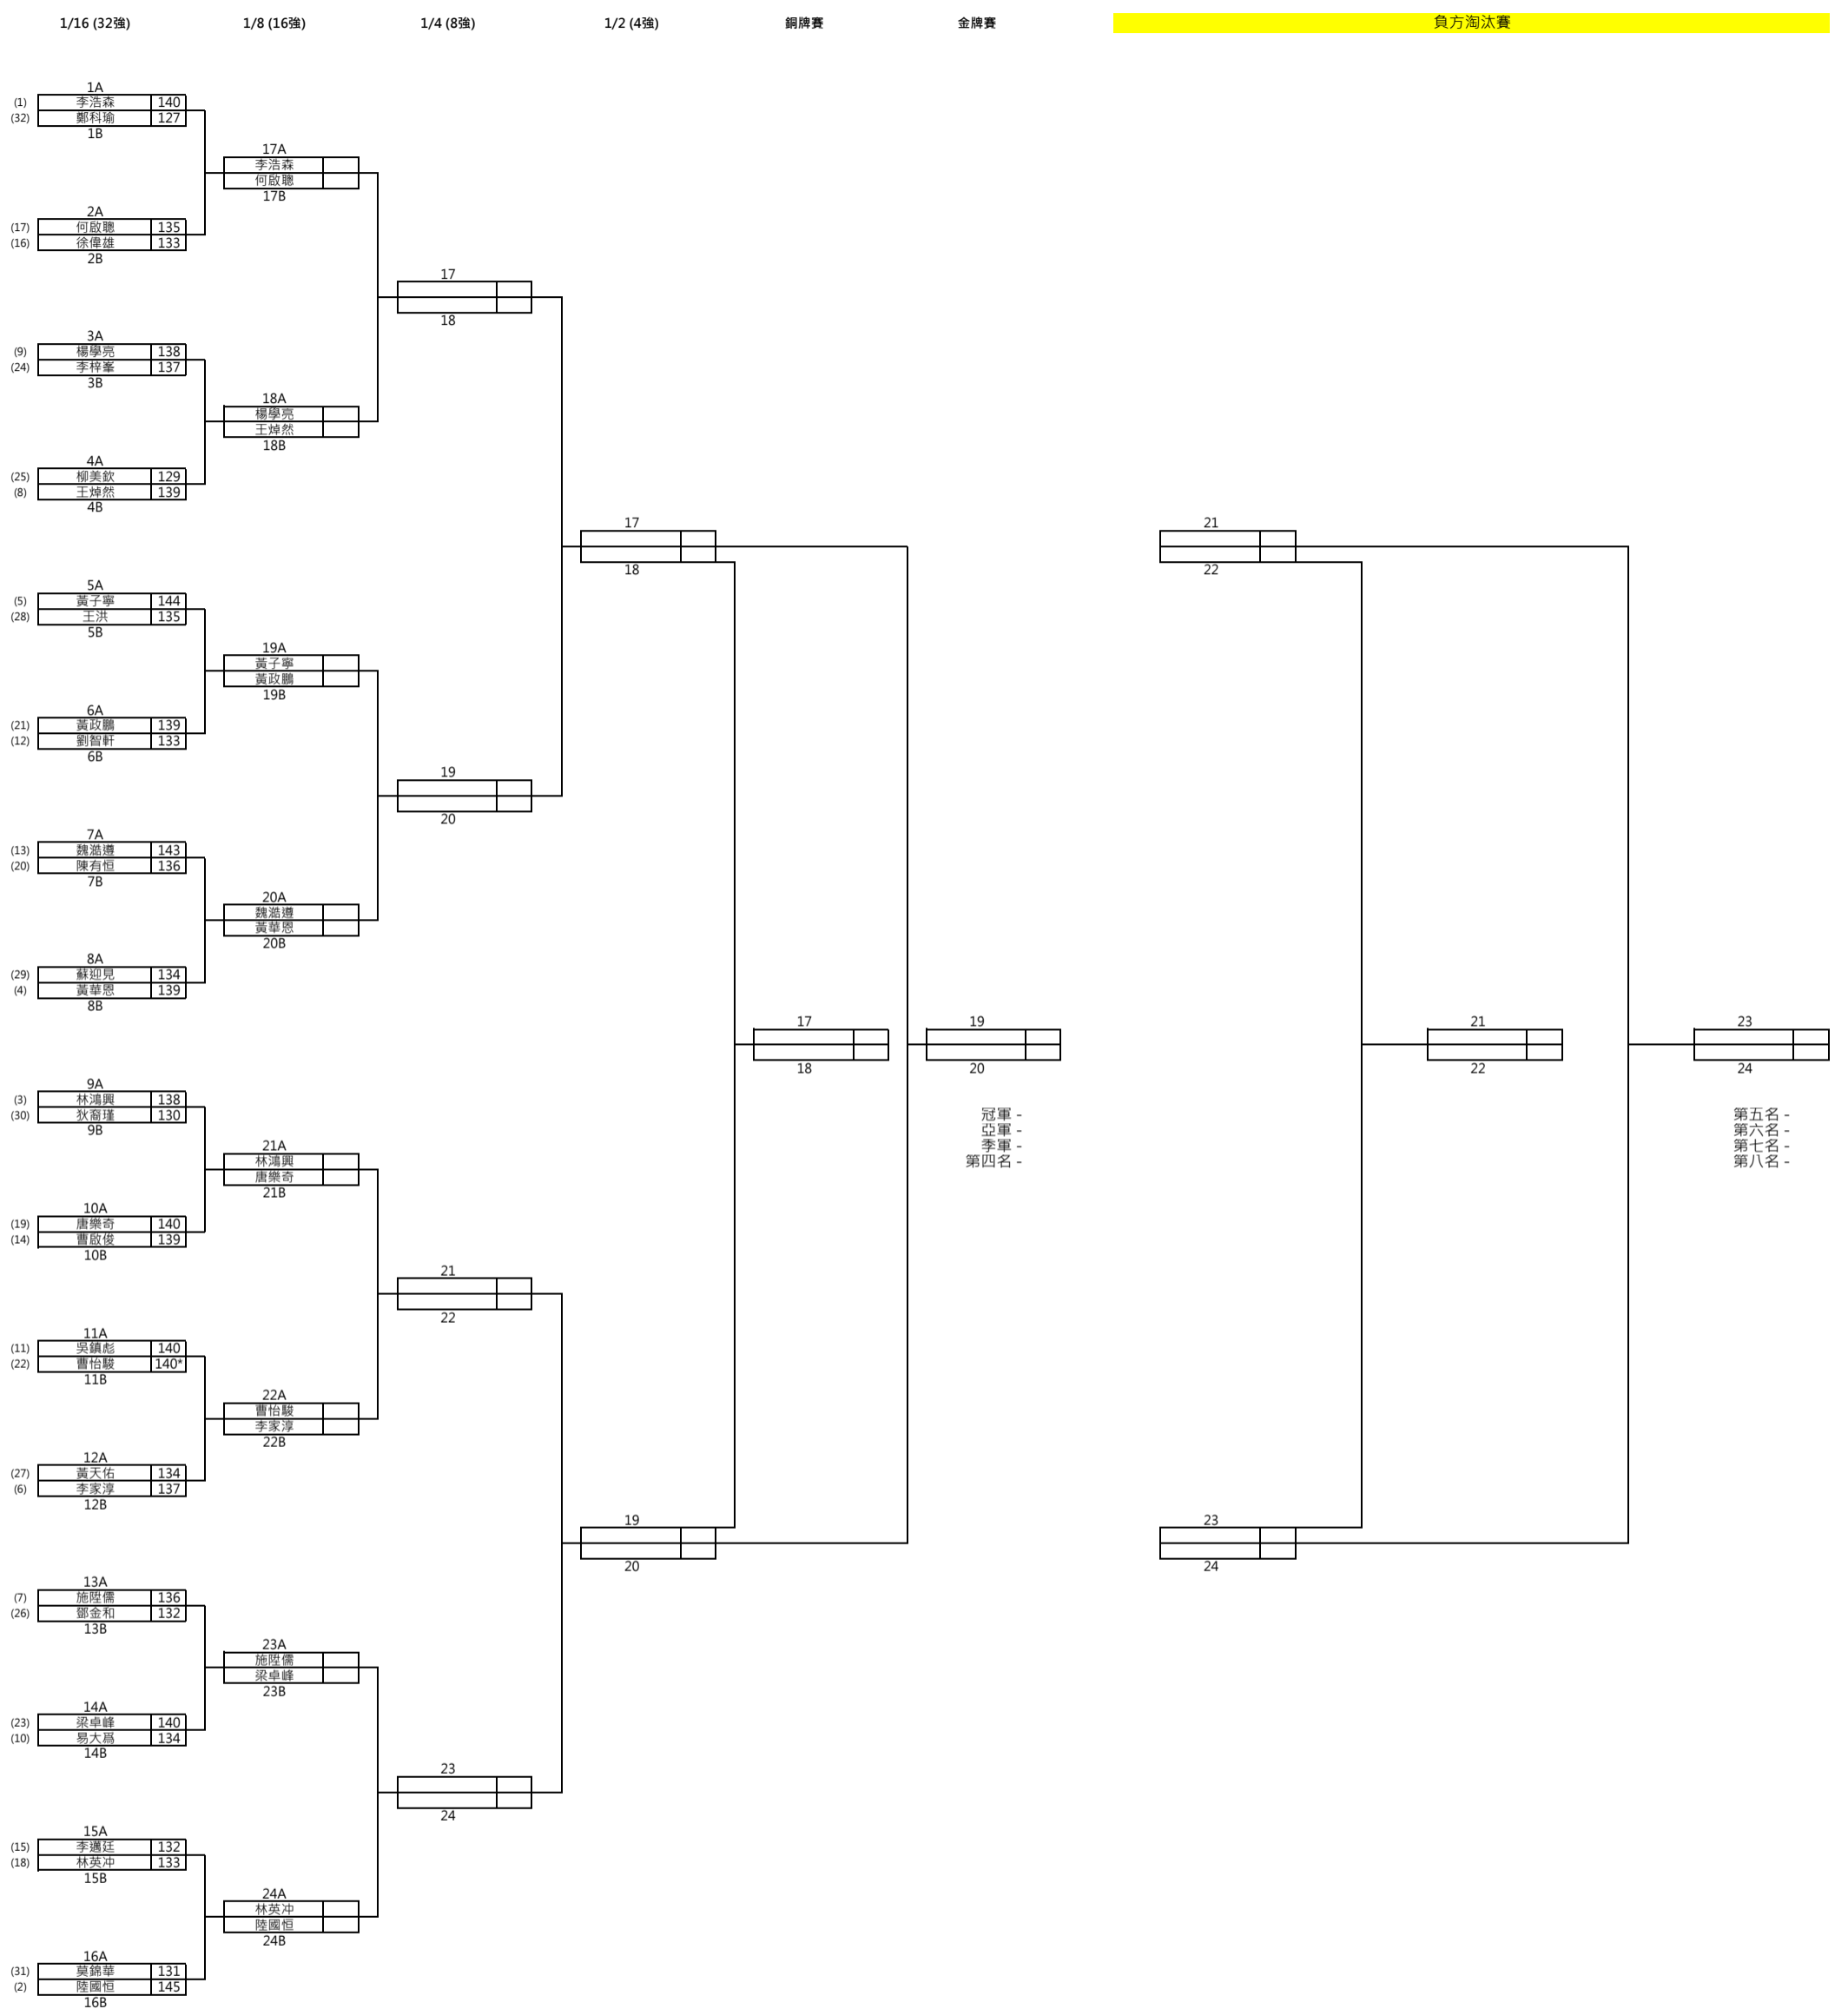 1/16 (32強) 1/8 (16強) 1/4 (8強) 1/2 (4強) 銅牌賽 金牌賽 負方淘汰賽
1A
(1) 李浩森 140
(32) 鄭科瑜 127
1B
17A
李浩森
何啟聰
17B
2A
(17) 何啟聰 135
(16) 徐偉雄 133
2B
17
18
3A
(9) 楊學亮 138
(24) 李梓峯 137
3B
18A
楊學亮
王焯然
18B
4A
(25) 柳美欽 129
(8) 王焯然 139
4B
17 21
18 22
5A
(5) 黃子寧 144
(28) 王洪 135
5B
19A
黃子寧
黃政鵬
19B
6A
(21) 黃政鵬 139
(12) 劉智軒 133
6B
19
20
7A
(13) 魏澔遵 143
(20) 陳有恒 136
7B
20A
魏澔遵
黃華恩
20B
8A
(29) 蘇迎見 134
(4) 黃華恩 139
8B
17 19 21 23
18 20 22 24
9A
(3) 林鴻興 138
(30) 狄裔瑾 130
9B
冠軍 - 第五名 -
亞軍 - 第六名 -
季軍 - 第七名 -
第四名 - 第八名 -
21A
林鴻興
唐樂奇
21B
10A
(19) 唐樂奇 140
(14) 曹啟俊 139
10B
21
22
11A
(11) 吳鎮彪 140
(22) 曹怡駿 140*
11B
22A
曹怡駿
李家淳
22B
12A
(27) 黃天佑 134
(6) 李家淳 137
12B
19 23
20 24
13A
(7) 施陞儒 136
(26) 鄧金和 132
13B
23A
施陞儒
梁卓峰
23B
14A
(23) 梁卓峰 140
(10) 易大爲 134
14B
23
24
15A
(15) 李邁廷 132
(18) 林英冲 133
15B
24A
林英冲
陸國恒
24B
16A
(31) 莫錦華 131
(2) 陸國恒 145
16B